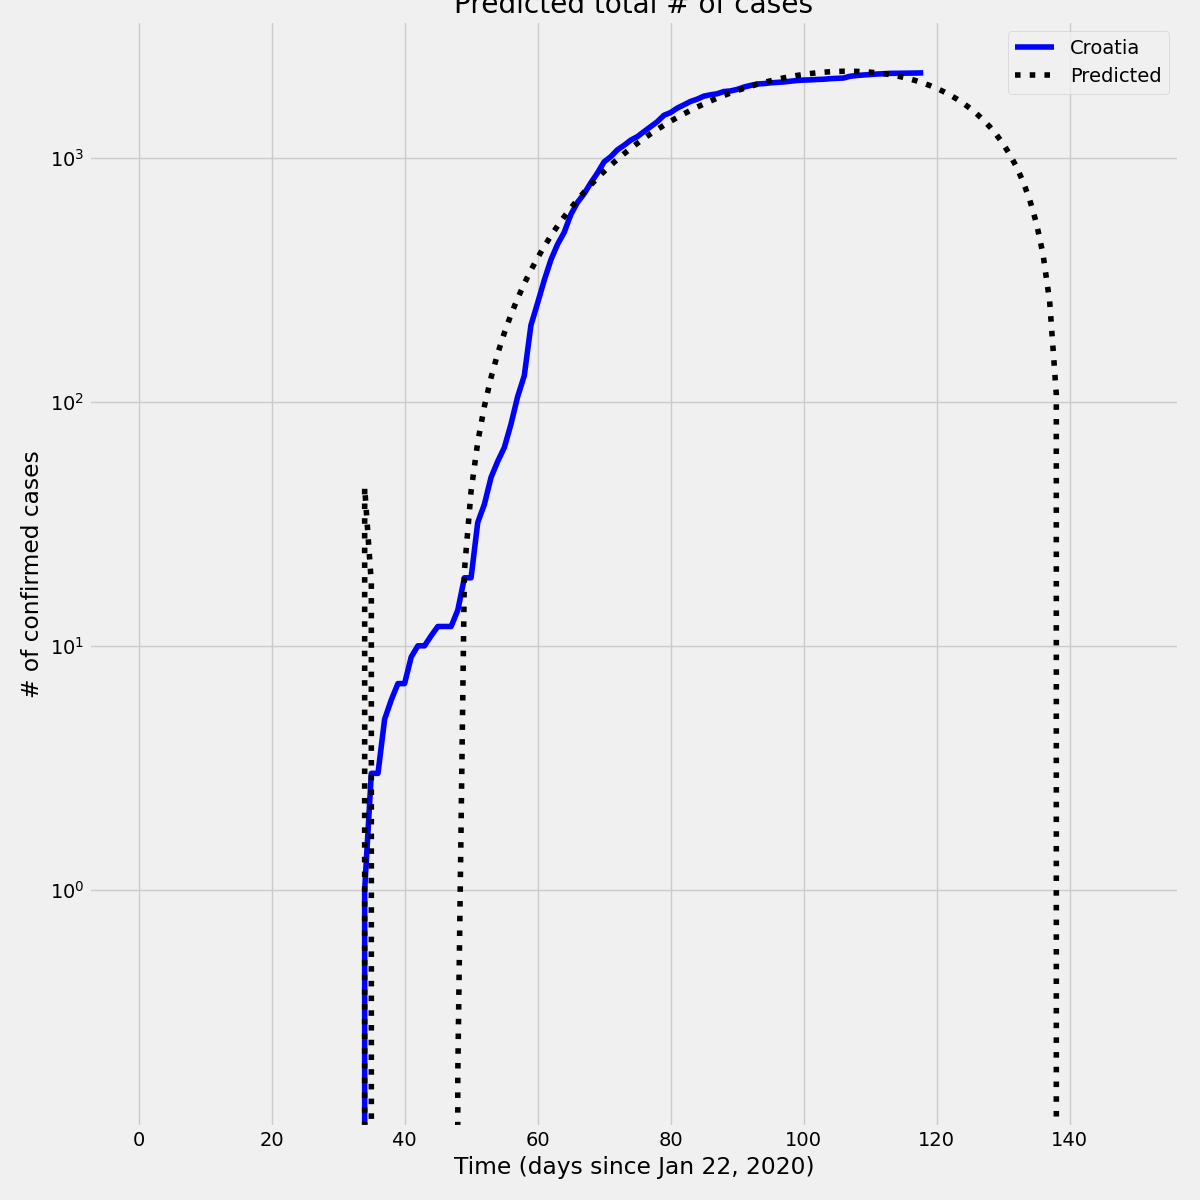 Predicted total # of cases
Croatia
Predicted
10³
10²
10¹
10⁰
# of confirmed cases
0 20 40 60 80 100 120 140
Time (days since Jan 22, 2020)